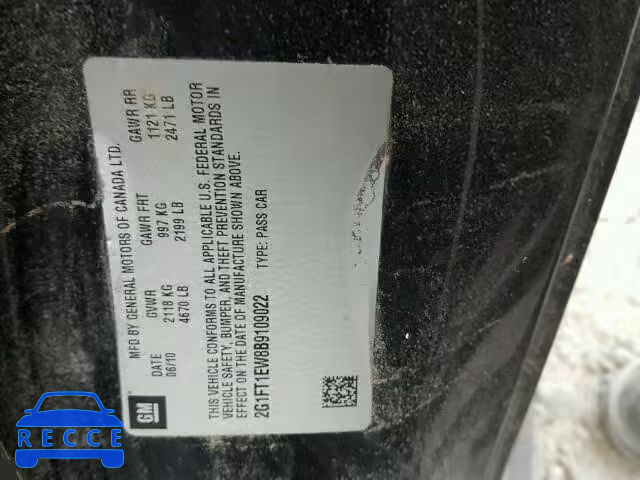 GM
MFD BY GENERAL MOTORS OF CANADA LTD.
DATE GVWR GAWR FRT GAWR RR
06/10 2118 KG 997 KG 1121 KG
4670 LB 2199 LB 2471 LB
THIS VEHICLE CONFORMS TO ALL APPLICABLE U.S. FEDERAL MOTOR
VEHICLE SAFETY, BUMPER, AND THEFT PREVENTION STANDARDS IN
EFFECT ON THE DATE OF MANUFACTURE SHOWN ABOVE.
2G1FT1EW8B9109022 TYPE: PASS CAR
RECCE